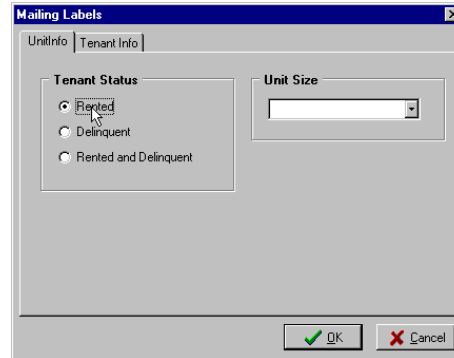 Mailing Labels
UnitInfo Tenant Info
Tenant Status
Unit Size
Rented
Delinquent
Rented and Delinquent
OK
Cancel